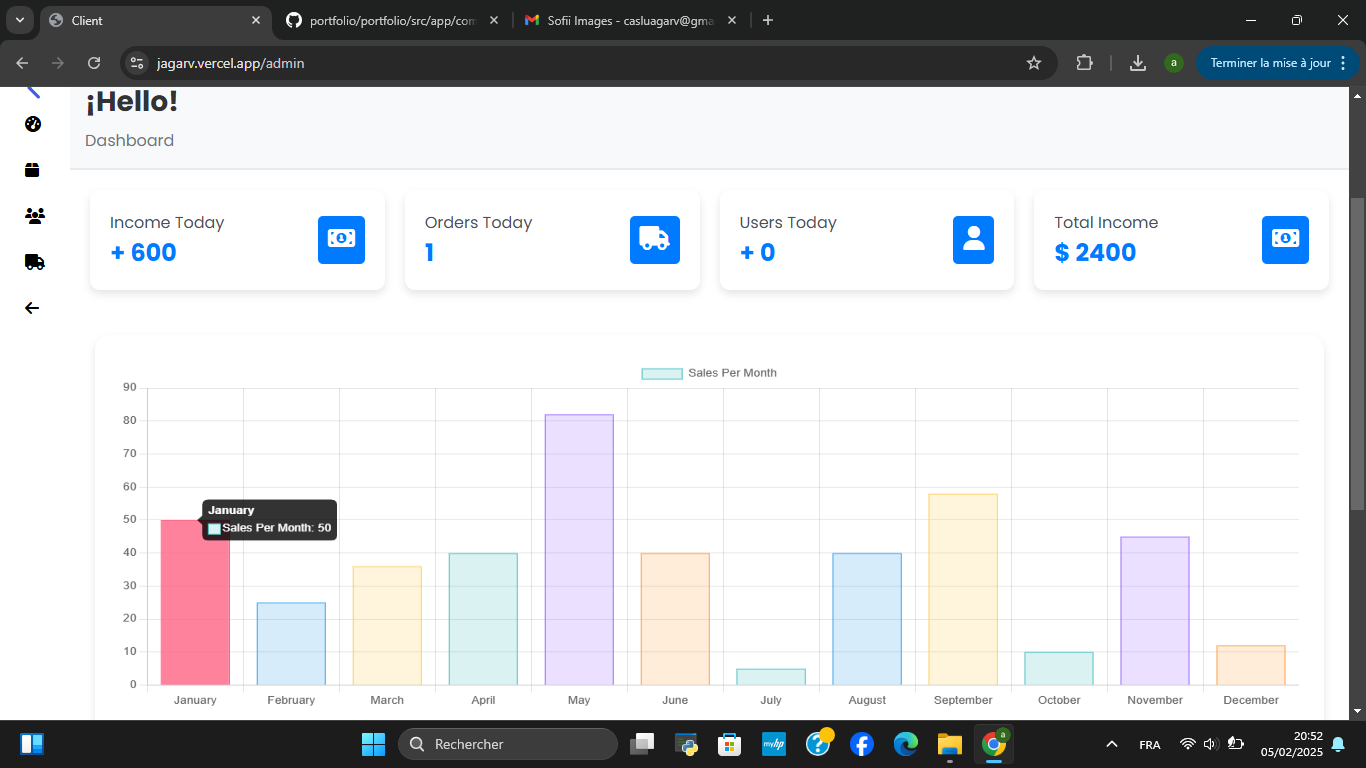 Client
portfolio/portfolio/src/app/com
Sofii Images - casluagarv@gma
jagarv.vercel.app/admin
a
Terminer la mise à jour
¡Hello!
Dashboard
Income Today
+ 600
Orders Today
1
Users Today
+ 0
Total Income
$ 2400
Sales Per Month
90
80
70
60
50
40
30
20
10
0
January
Sales Per Month: 50
January
February
March
April
May
June
July
August
September
October
November
December
Rechercher
myhp
a
FRA
20:52
05/02/2025